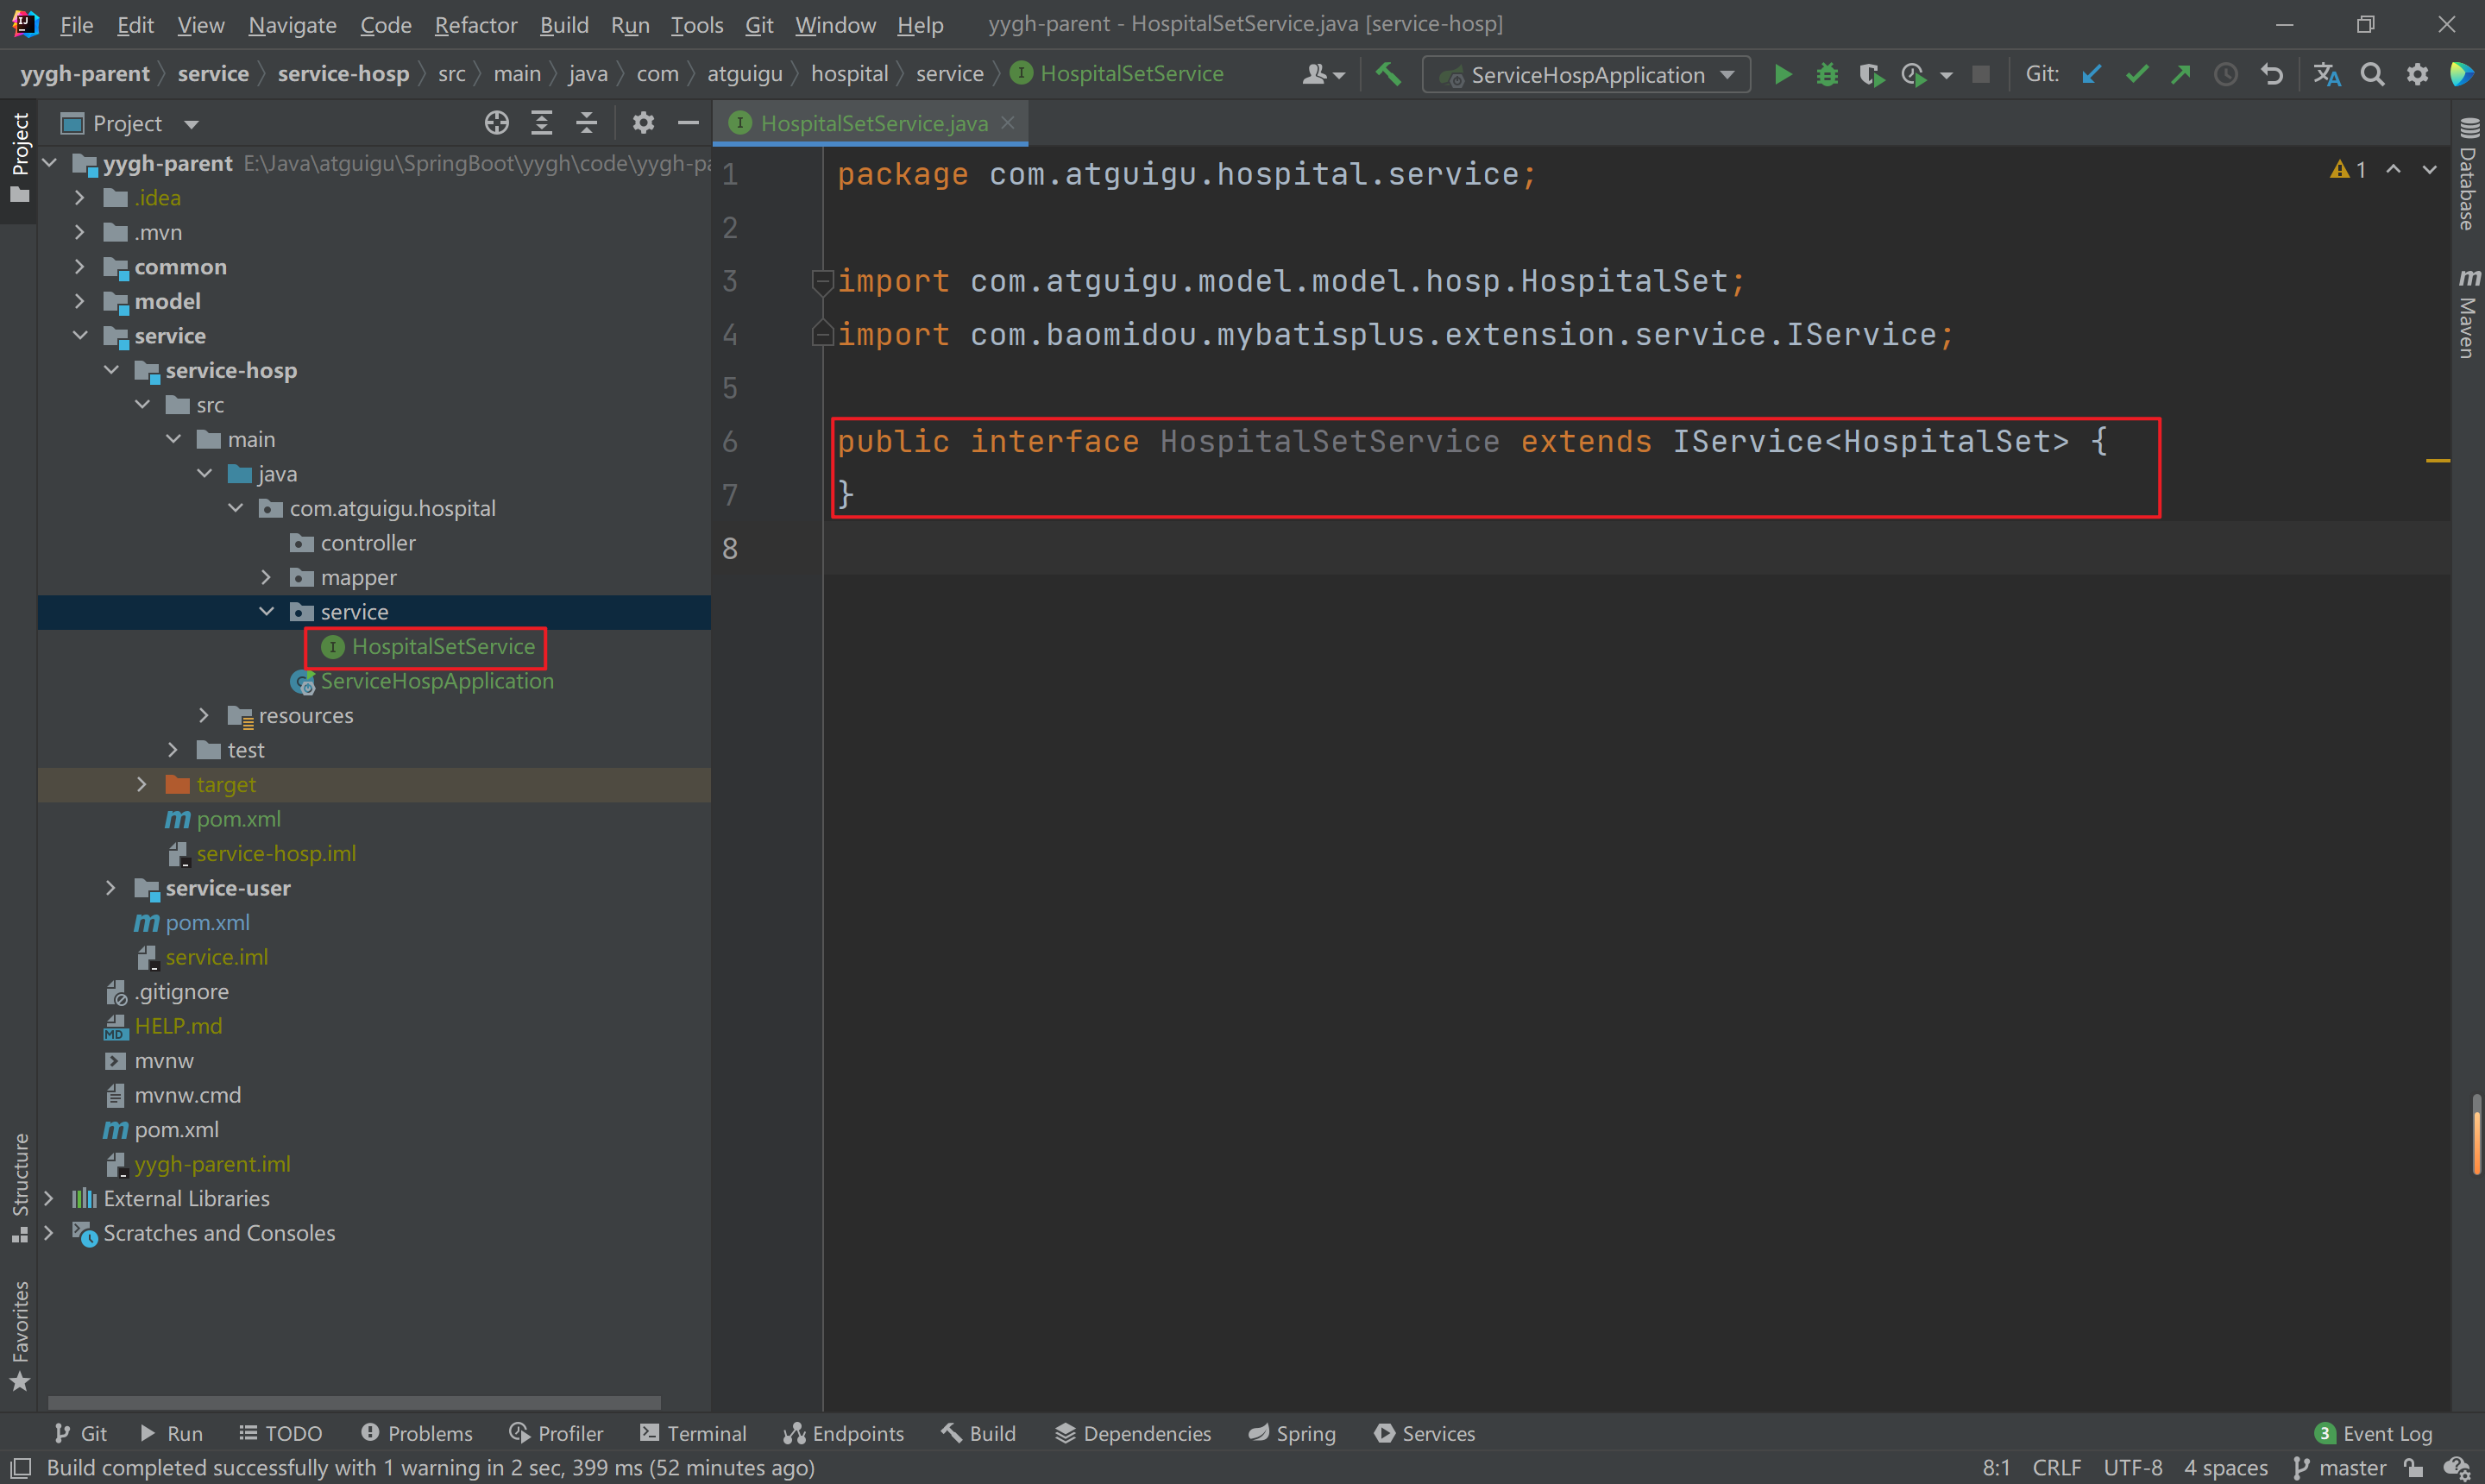 File Edit View Navigate Code Refactor Build Run Tools Git Window Help yygh-parent - HospitalSetService.java [service-hosp]
yygh-parent service service-hosp src main java com atguigu hospital service HospitalSetService ServiceHospApplication Git:
Project
HospitalSetService.java
Project
yygh-parent E:\Java\atguigu\SpringBoot\yygh\code\yygh-pa
.idea
.mvn
common
model
service
service-hosp
src
main
java
com.atguigu.hospital
controller
mapper
service
HospitalSetService
ServiceHospApplication
resources
test
target
pom.xml
service-hosp.iml
service-user
pom.xml
service.iml
.gitignore
HELP.md
mvnw
mvnw.cmd
pom.xml
yygh-parent.iml
External Libraries
Scratches and Consoles
Structure
Favorites
1 package com.atguigu.hospital.service;
2
3 import com.atguigu.model.model.hosp.HospitalSet;
4 import com.baomidou.mybatisplus.extension.service.IService;
5
6 public interface HospitalSetService extends IService<HospitalSet> {
7 }
8
1
Database
Maven
Git Run TODO Problems Profiler Terminal Endpoints Build Dependencies Spring Services 3 Event Log
Build completed successfully with 1 warning in 2 sec, 399 ms (52 minutes ago) 8:1 CRLF UTF-8 4 spaces master